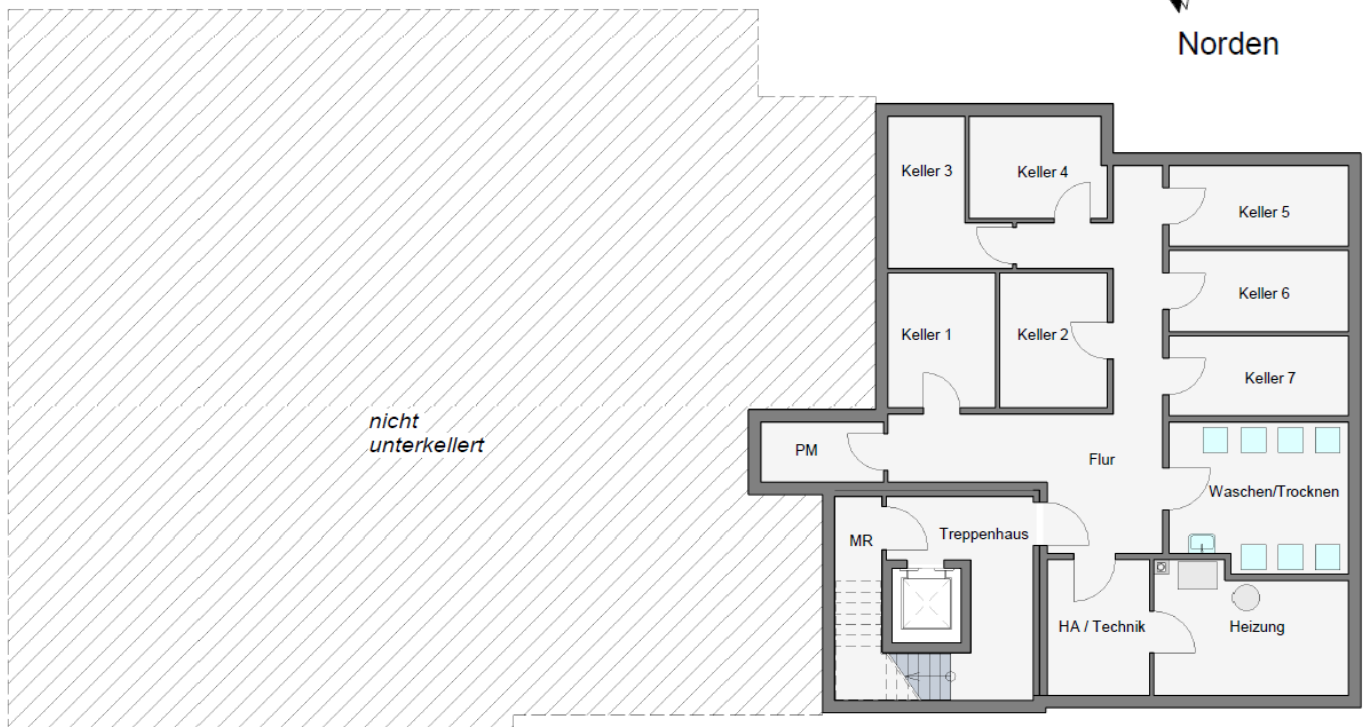 Norden
Keller 3
Keller 4
Keller 5
Keller 6
Keller 1
Keller 2
Keller 7
nicht
unterkellert
PM
Flur
Waschen/Trocknen
MR
Treppenhaus
HA / Technik
Heizung